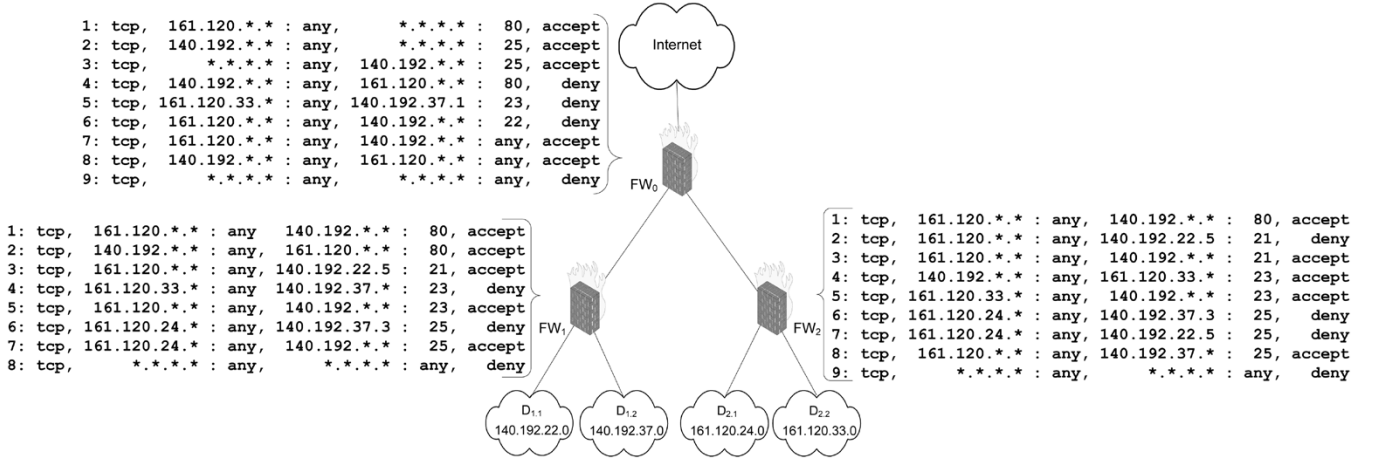 1: tcp, 161.120.*.* : any, *.*.*.* : 80, accept
2: tcp, 140.192.*.* : any, *.*.*.* : 25, accept
3: tcp, *.*.*.* : any, 140.192.*.* : 25, accept
4: tcp, 140.192.*.* : any, 161.120.*.* : 80, deny
5: tcp, 161.120.33.* : any, 140.192.37.1 : 23, deny
6: tcp, 161.120.*.* : any, 140.192.*.* : 22, deny
7: tcp, 161.120.*.* : any, 140.192.*.* : any, accept
8: tcp, 140.192.*.* : any, 161.120.*.* : any, accept
9: tcp, *.*.*.* : any, *.*.*.* : any, deny
Internet
FW0
1: tcp, 161.120.*.* : any 140.192.*.* : 80, accept
2: tcp, 140.192.*.* : any, 161.120.*.* : 80, accept
3: tcp, 161.120.*.* : any, 140.192.22.5 : 21, accept
4: tcp, 161.120.33.* : any 140.192.37.* : 23, deny
5: tcp, 161.120.*.* : any, 140.192.*.* : 23, accept
6: tcp, 161.120.24.* : any, 140.192.37.3 : 25, deny
7: tcp, 161.120.24.* : any, 140.192.*.* : 25, accept
8: tcp, *.*.*.* : any, *.*.*.* : any, deny
FW1
FW2
1: tcp, 161.120.*.* : any, 140.192.*.* : 80, accept
2: tcp, 161.120.*.* : any, 140.192.22.5 : 21, deny
3: tcp, 161.120.*.* : any, 140.192.*.* : 21, accept
4: tcp, 140.192.*.* : any, 161.120.33.* : 23, accept
5: tcp, 161.120.33.* : any, 140.192.*.* : 23, accept
6: tcp, 161.120.24.* : any, 140.192.37.3 : 25, deny
7: tcp, 161.120.24.* : any, 140.192.22.5 : 25, deny
8: tcp, 161.120.*.* : any, 140.192.37.* : 25, accept
9: tcp, *.*.*.* : any, *.*.*.* : any, deny
D1.1
140.192.22.0
D1.2
140.192.37.0
D2.1
161.120.24.0
D2.2
161.120.33.0